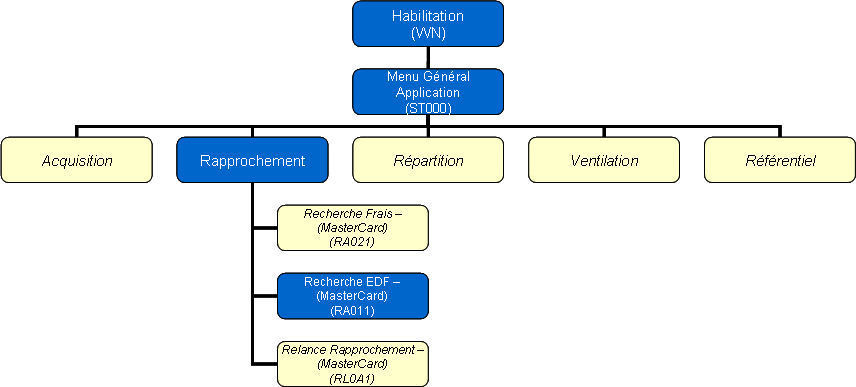 Habilitation
(VVN)
Menu Général
Application
(ST000)
Acquisition
Rapprochement
Répartition
Ventilation
Référentiel
Recherche Frais –
(MasterCard)
(RA021)
Recherche EDF –
(MasterCard)
(RA011)
Relance Rapprochement –
(MasterCard)
(RL0A1)